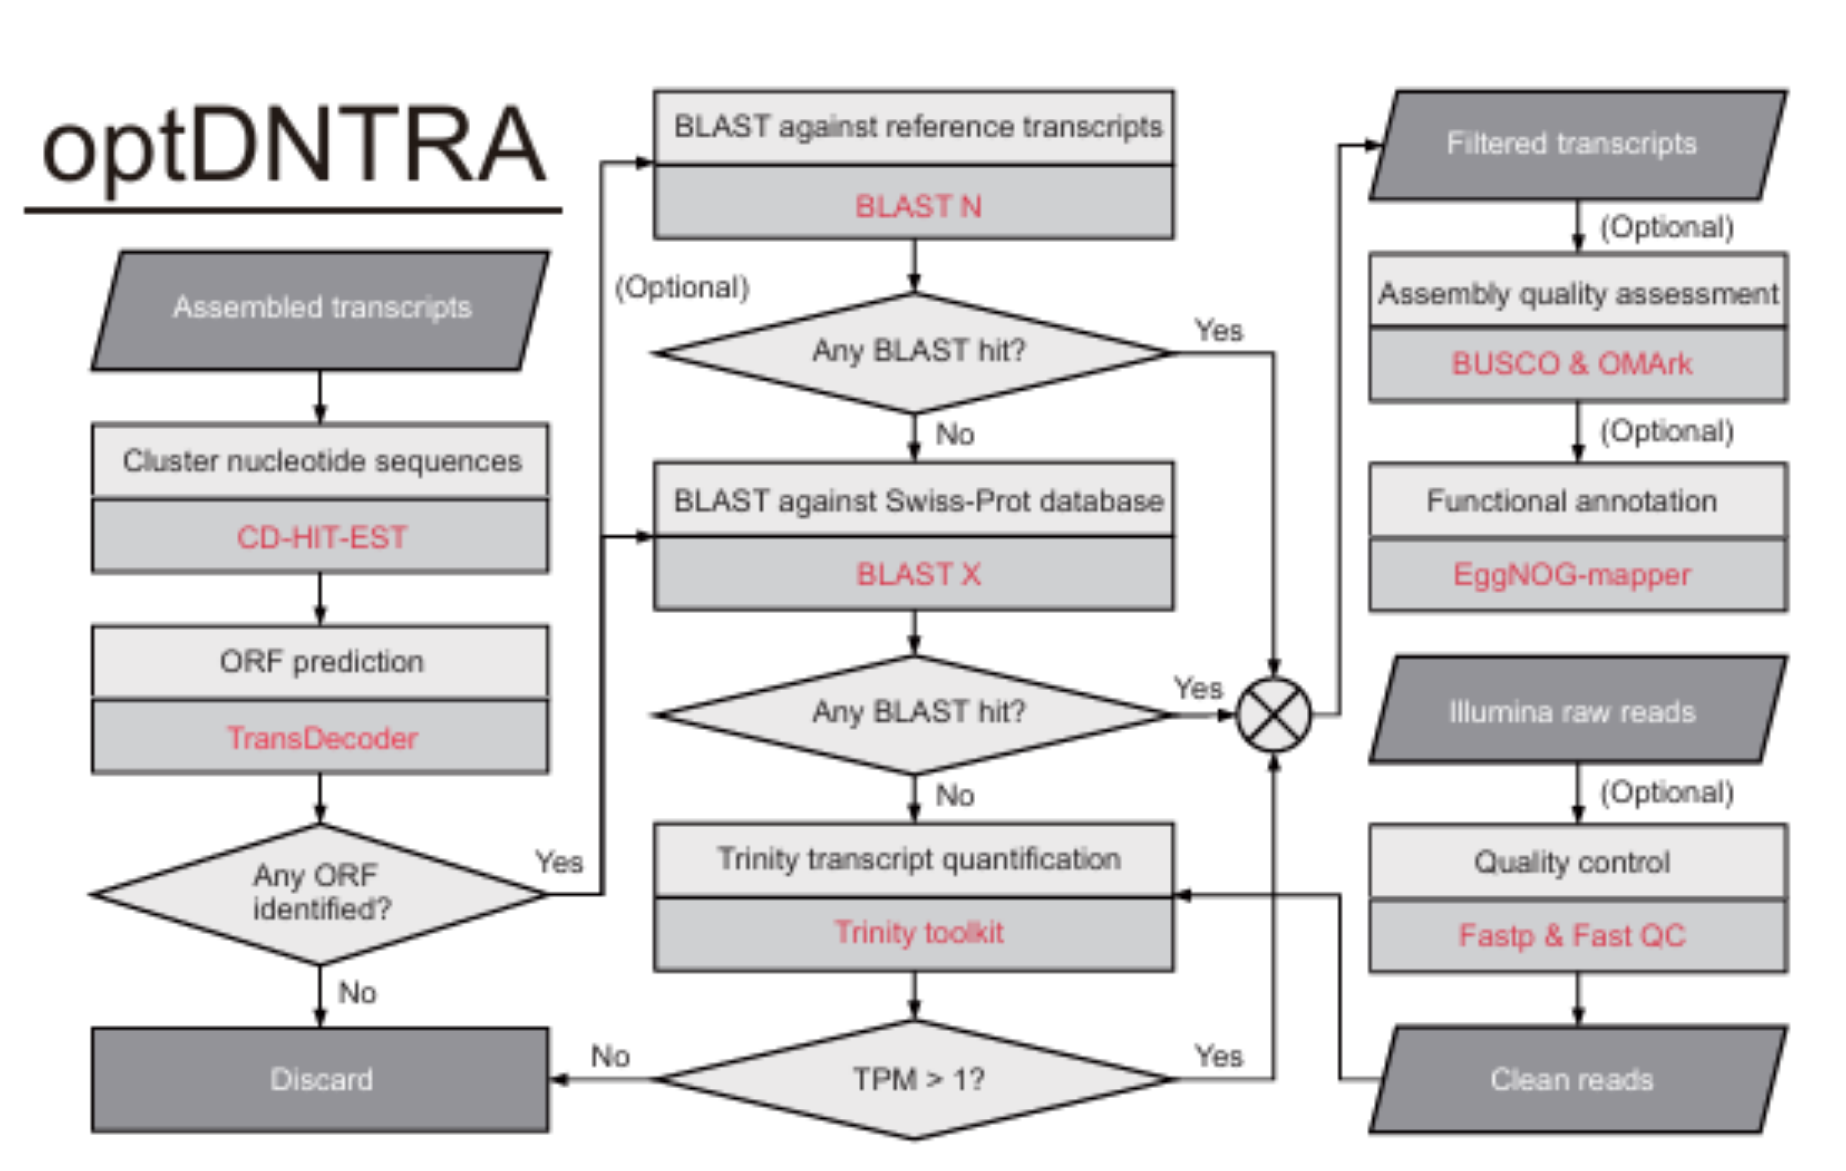 optDNTRA
Assembled transcripts
Cluster nucleotide sequences
CD-HIT-EST
ORF prediction
TransDecoder
Any ORF
identified?
Yes
No
Discard
BLAST against reference transcripts
BLAST N
(Optional)
Any BLAST hit?
Yes
No
BLAST against Swiss-Prot database
BLAST X
Any BLAST hit?
Yes
No
Trinity transcript quantification
Trinity toolkit
TPM > 1?
No
Yes
Filtered transcripts
(Optional)
Assembly quality assessment
BUSCO & OMArk
(Optional)
Functional annotation
EggNOG-mapper
Illumina raw reads
(Optional)
Quality control
Fastp & Fast QC
Clean reads